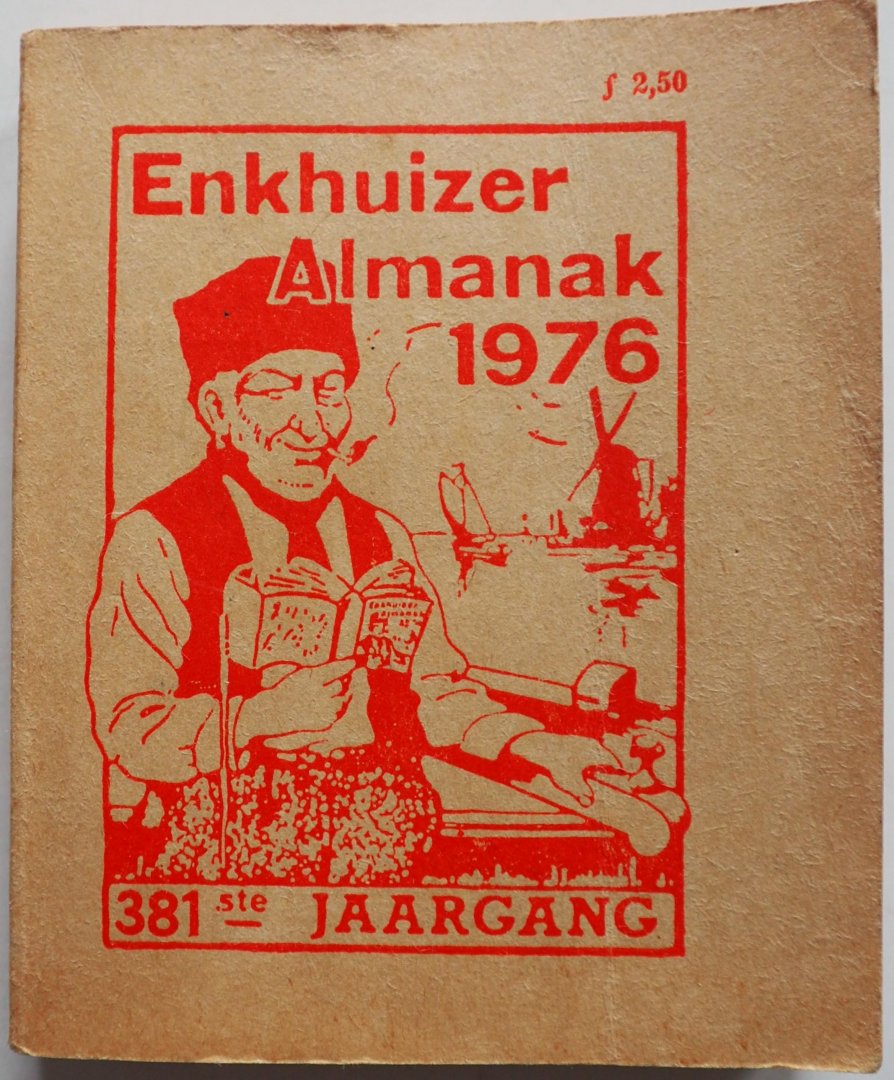 ƒ 2,50
Enkhuizer
Almanak
1976
381ste JAARGANG